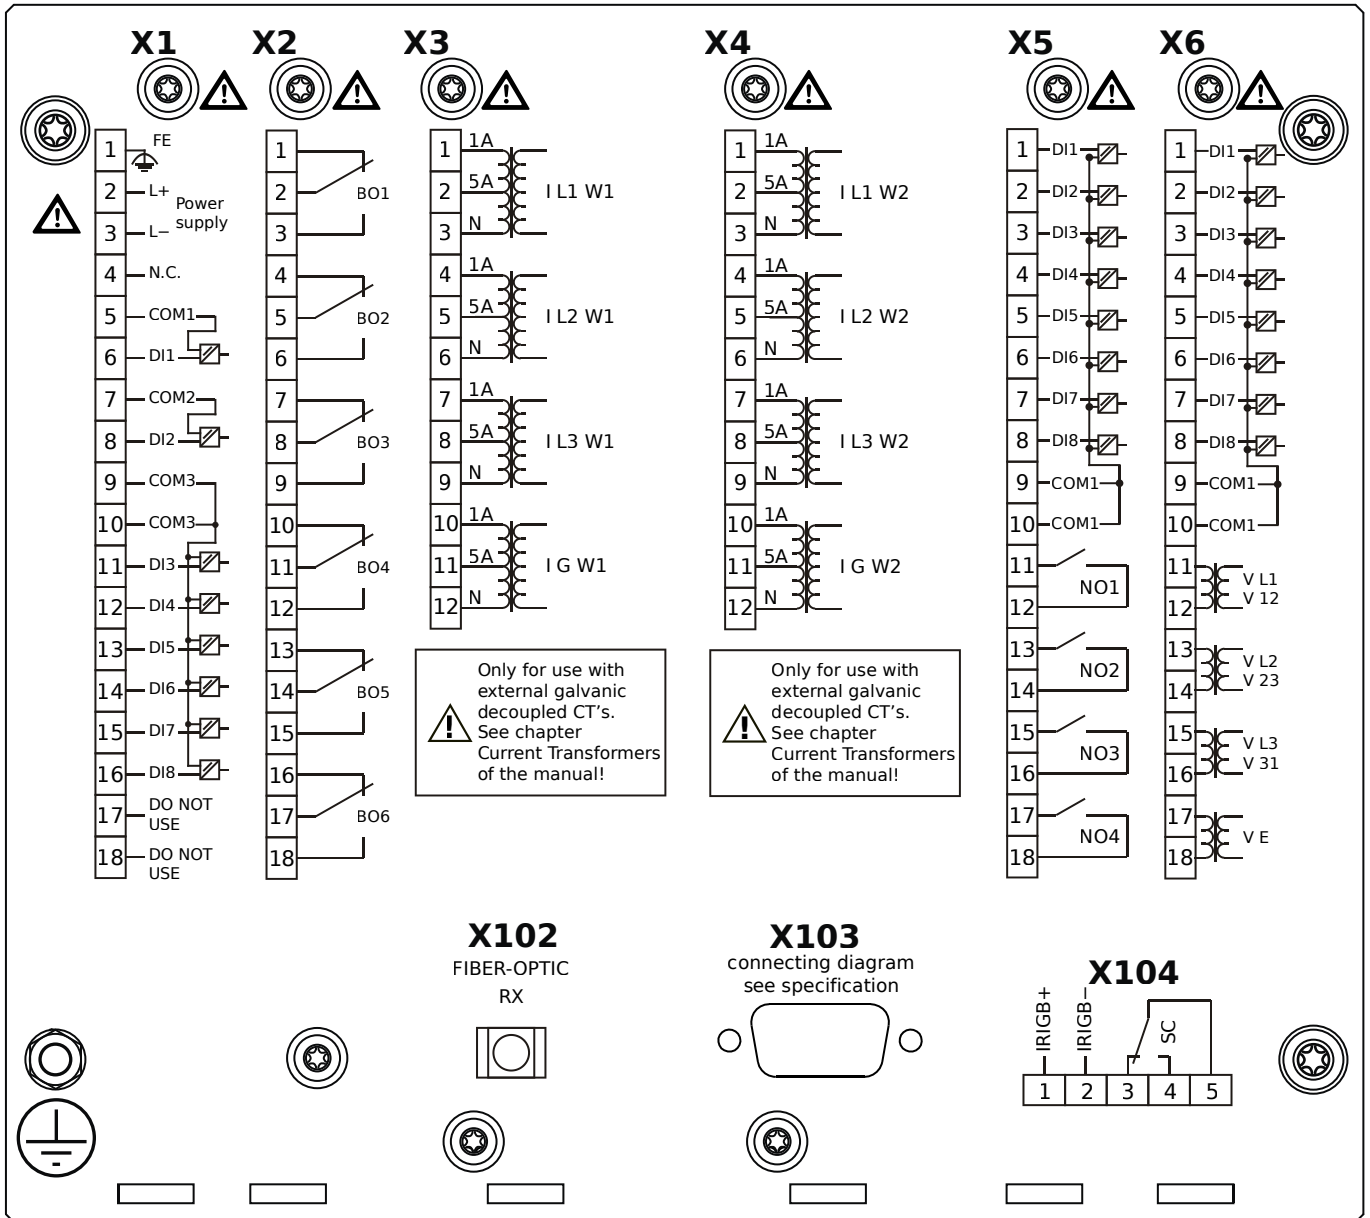 X1
X2
X3
X4
X5
X6
1 FE
2 L+
Power
supply
3 L−
4 N.C.
5 COM1
6 DI1
7 COM2
8 DI2
9 COM3
10 COM3
11 DI3
12 DI4
13 DI5
14 DI6
15 DI7
16 DI8
17 DO NOT
USE
18 DO NOT
USE
1
2 BO1
3
4
5 BO2
6
7
8 BO3
9
10
11 BO4
12
13
14 BO5
15
16
17 BO6
18
1 1A
2 5A I L1 W1
3 N
4 1A
5 5A I L2 W1
6 N
7 1A
8 5A I L3 W1
9 N
10 1A
11 5A I G W1
12 N
Only for use with
external galvanic
decoupled CT's.
See chapter
Current Transformers
of the manual!
1 1A
2 5A I L1 W2
3 N
4 1A
5 5A I L2 W2
6 N
7 1A
8 5A I L3 W2
9 N
10 1A
11 5A I G W2
12 N
Only for use with
external galvanic
decoupled CT's.
See chapter
Current Transformers
of the manual!
1 DI1
2 DI2
3 DI3
4 DI4
5 DI5
6 DI6
7 DI7
8 DI8
9 COM1
10 COM1
11
NO1
12
13
NO2
14
15
NO3
16
17
NO4
18
1 DI1
2 DI2
3 DI3
4 DI4
5 DI5
6 DI6
7 DI7
8 DI8
9 COM1
10 COM1
11 V L1
12 V 12
13 V L2
14 V 23
15 V L3
16 V 31
17
V E
18
X102
FIBER-OPTIC
RX
X103
connecting diagram
see specification
X104
IRIGB+
IRIGB−
SC
1 2 3 4 5